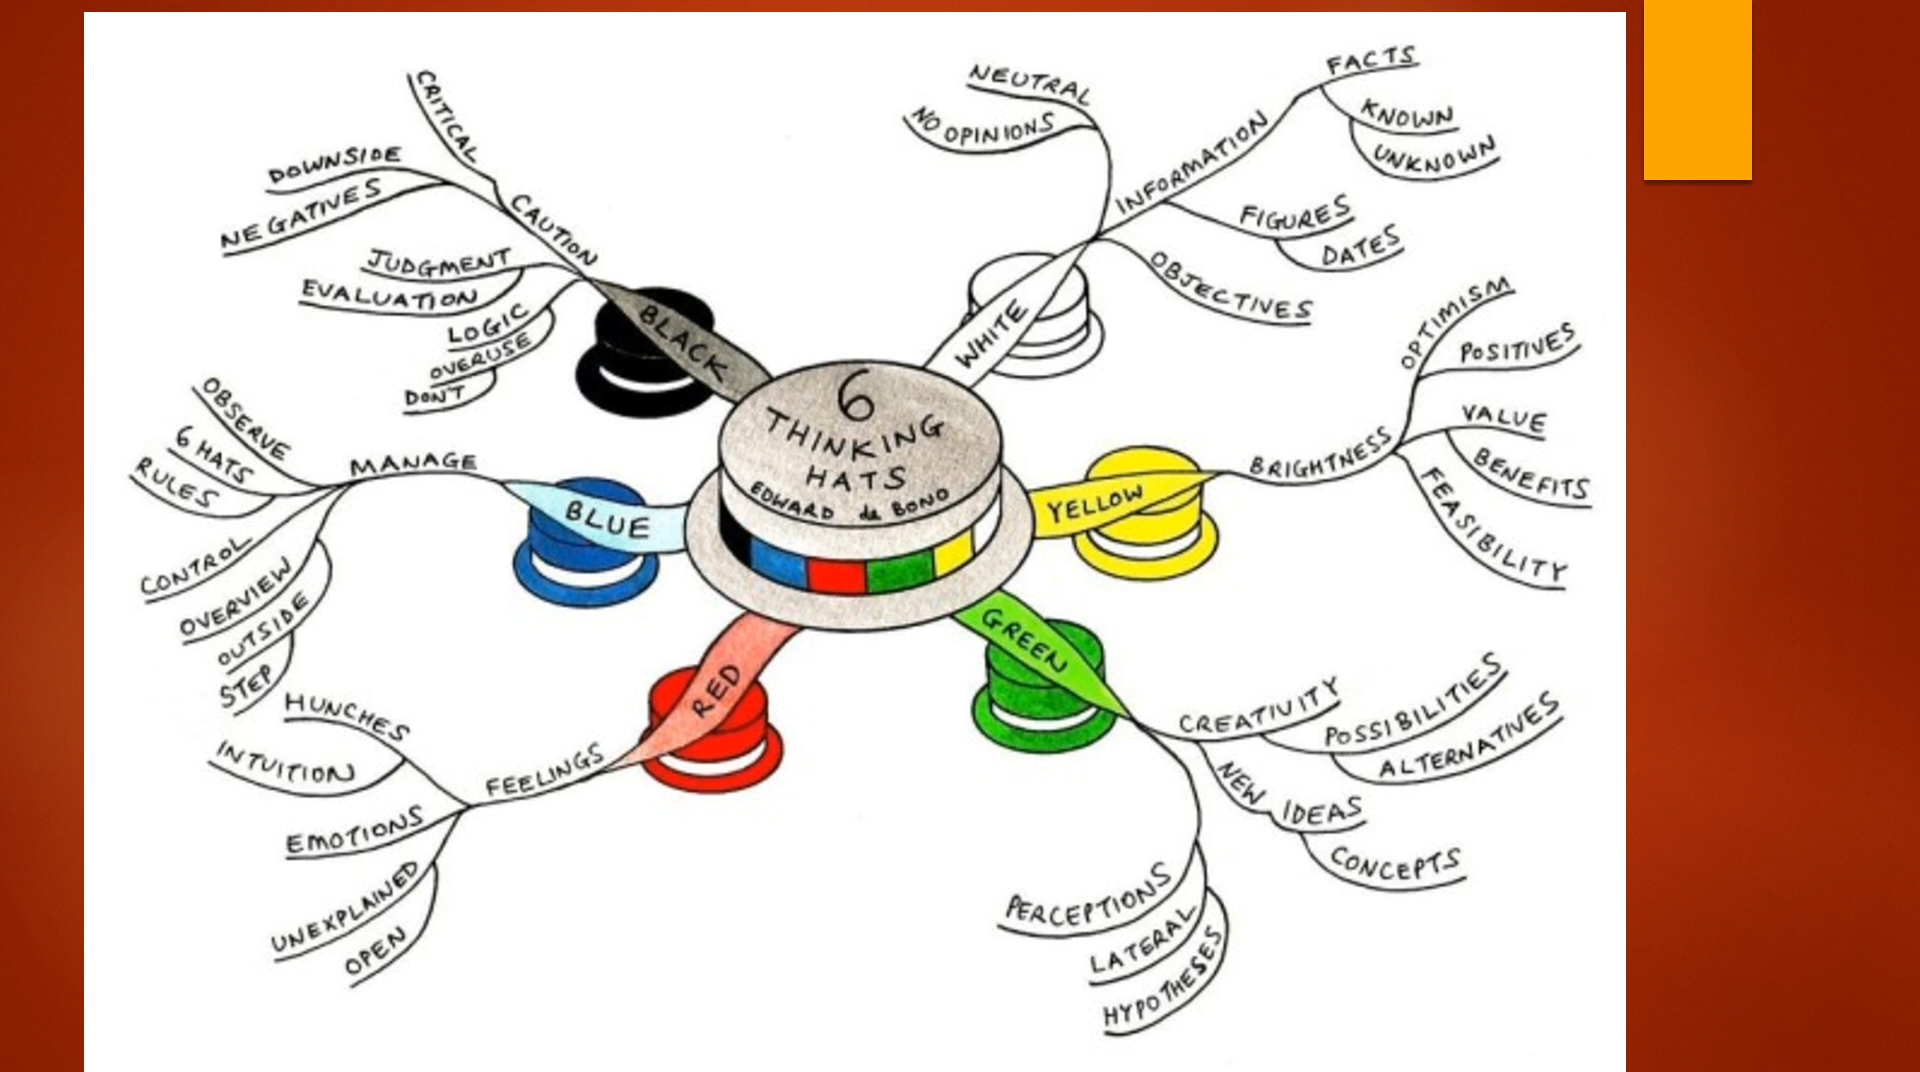 6
THINKING
HATS
EDWARD de BONO
WHITE
NEUTRAL
NO OPINIONS
INFORMATION
FACTS
KNOWN
UNKNOWN
FIGURES
DATES
OBJECTIVES
YELLOW
BRIGHTNESS
OPTIMISM
POSITIVES
VALUE
BENEFITS
FEASIBILITY
GREEN
CREATIVITY
POSSIBILITIES
ALTERNATIVES
NEW IDEAS
CONCEPTS
PERCEPTIONS
LATERAL
HYPOTHESES
RED
FEELINGS
HUNCHES
INTUITION
EMOTIONS
UNEXPLAINED
OPEN
BLUE
MANAGE
OBSERVE
6 HATS
RULES
CONTROL
OVERVIEW
OUTSIDE
STEP
BLACK
CAUTION
CRITICAL
DOWNSIDE
NEGATIVES
JUDGMENT
EVALUATION
LOGIC
OVERUSE
DON'T